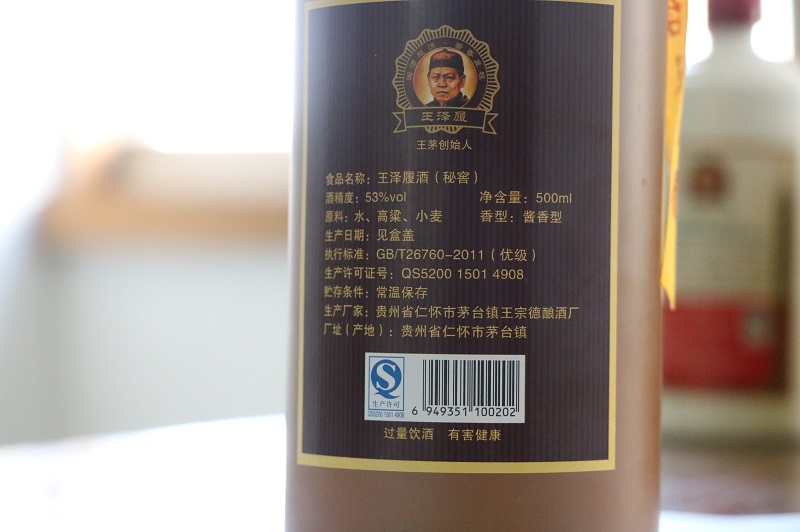 王泽履
王茅创始人
食品名称：王泽履酒（秘窖）
酒精度：53%vol 净含量：500ml
原料：水、高粱、小麦 香型：酱香型
生产日期：见盒盖
执行标准：GB/T26760-2011（优级）
生产许可证号：QS5200 1501 4908
贮存条件：常温保存
生产厂家：贵州省仁怀市茅台镇王宗德酿酒厂
厂址（产地）：贵州省仁怀市茅台镇
QS
生产许可
QS5200 1501 4908
6 949351 100202
过量饮酒 有害健康